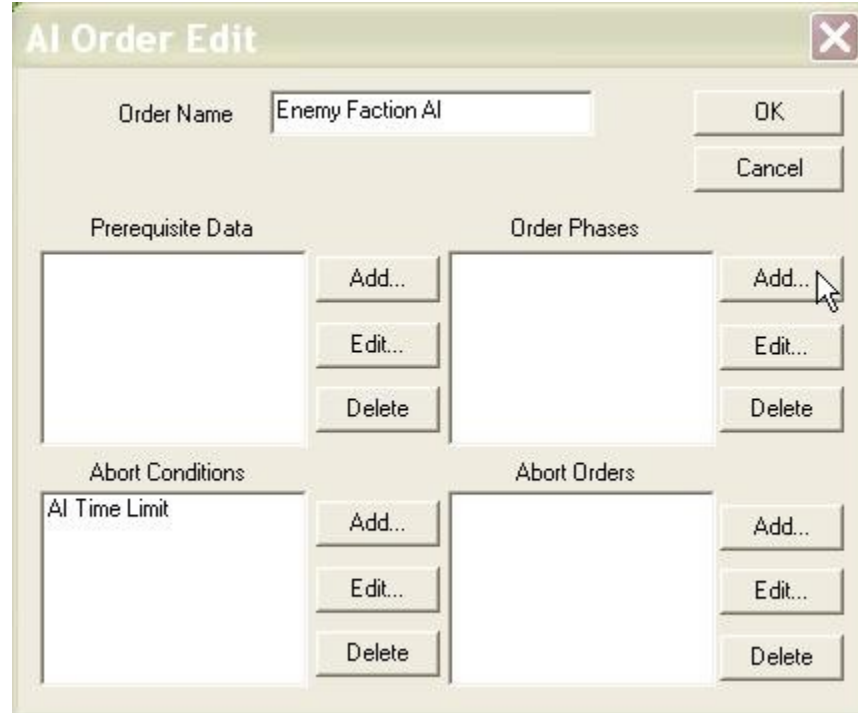 AI Order Edit
Order Name Enemy Faction AI OK
Cancel
Prerequisite Data Order Phases
Add... Add...
Edit... Edit...
Delete Delete
Abort Conditions Abort Orders
AI Time Limit
Add... Add...
Edit... Edit...
Delete Delete